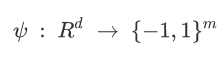 ψ : R^d → {−1, 1}^m